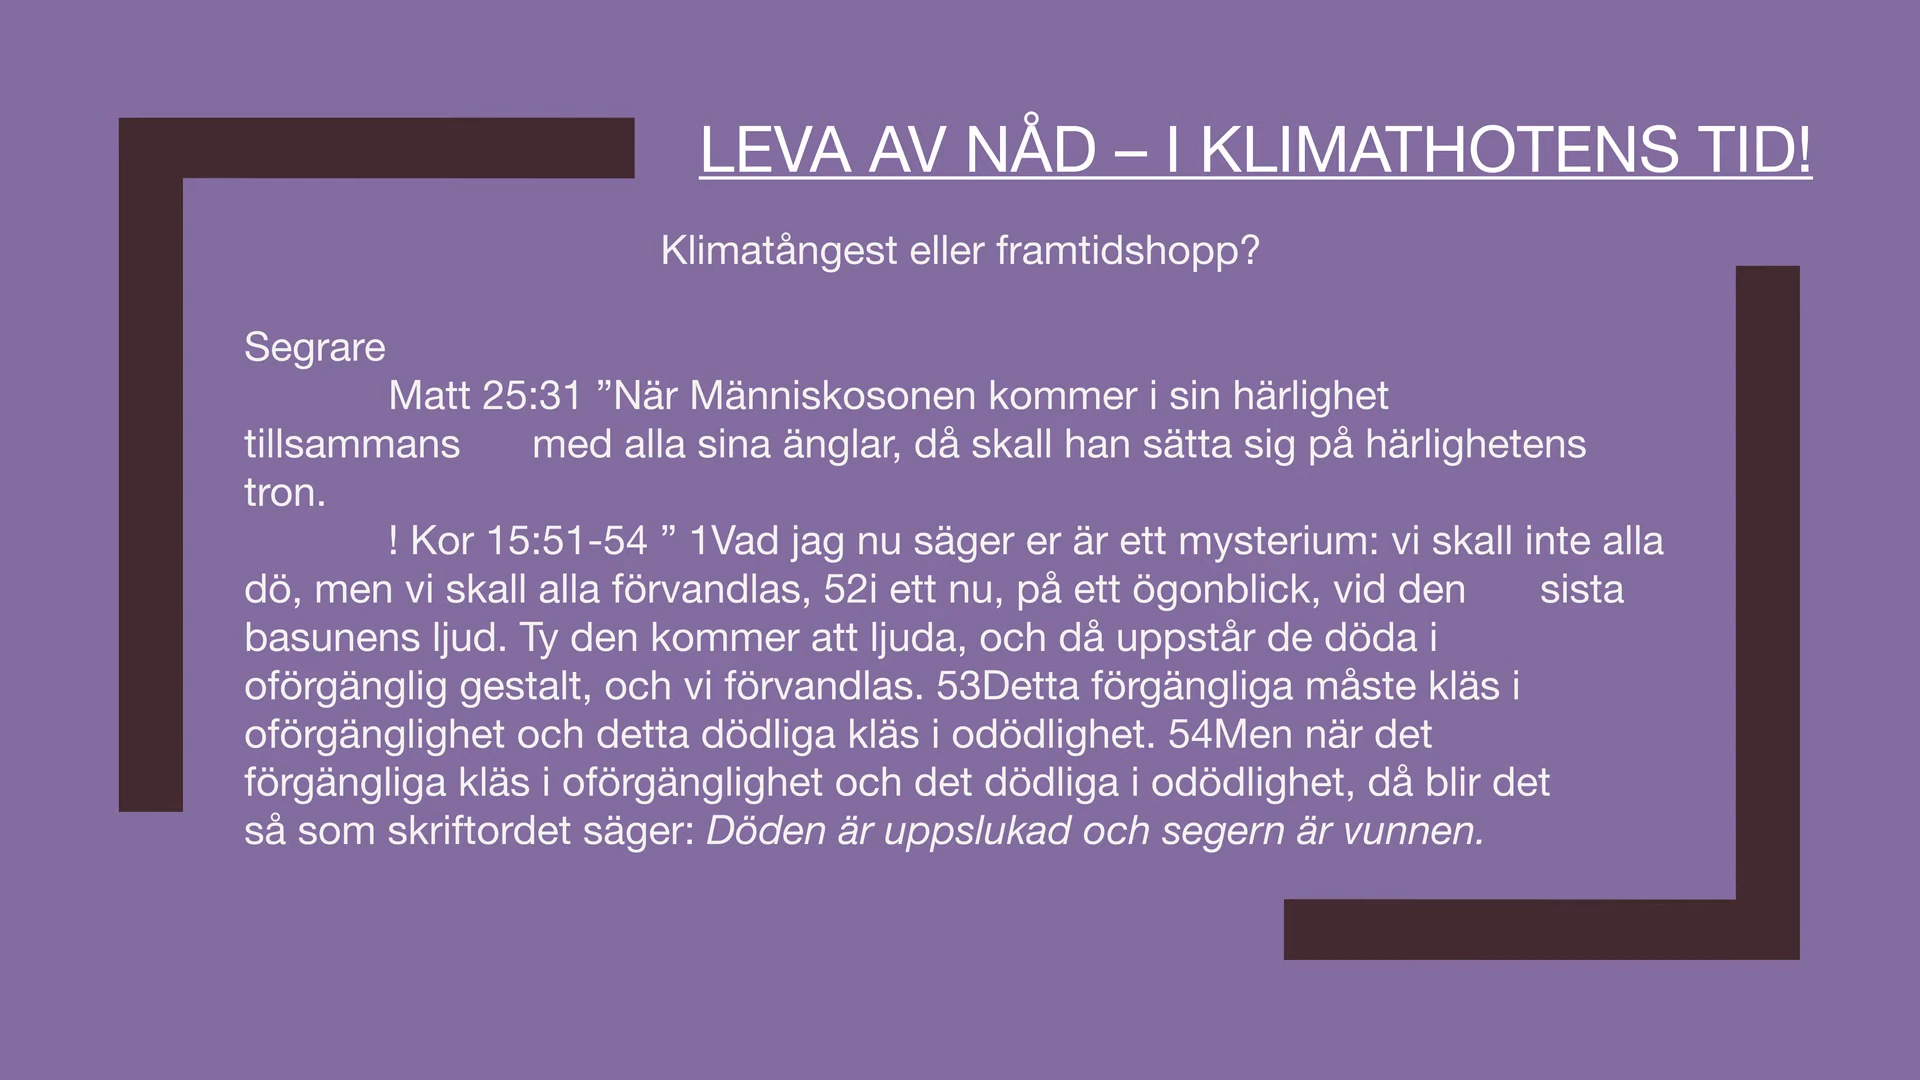 LEVA AV NÅD – I KLIMATHOTENS TID!
Klimatångest eller framtidshopp?
Segrare
Matt 25:31 ”När Människosonen kommer i sin härlighet
tillsammans med alla sina änglar, då skall han sätta sig på härlighetens
tron.
! Kor 15:51-54 ” 1Vad jag nu säger er är ett mysterium: vi skall inte alla
dö, men vi skall alla förvandlas, 52i ett nu, på ett ögonblick, vid den sista
basunens ljud. Ty den kommer att ljuda, och då uppstår de döda i
oförgänglig gestalt, och vi förvandlas. 53Detta förgängliga måste kläs i
oförgänglighet och detta dödliga kläs i odödlighet. 54Men när det
förgängliga kläs i oförgänglighet och det dödliga i odödlighet, då blir det
så som skriftordet säger: Döden är uppslukad och segern är vunnen.